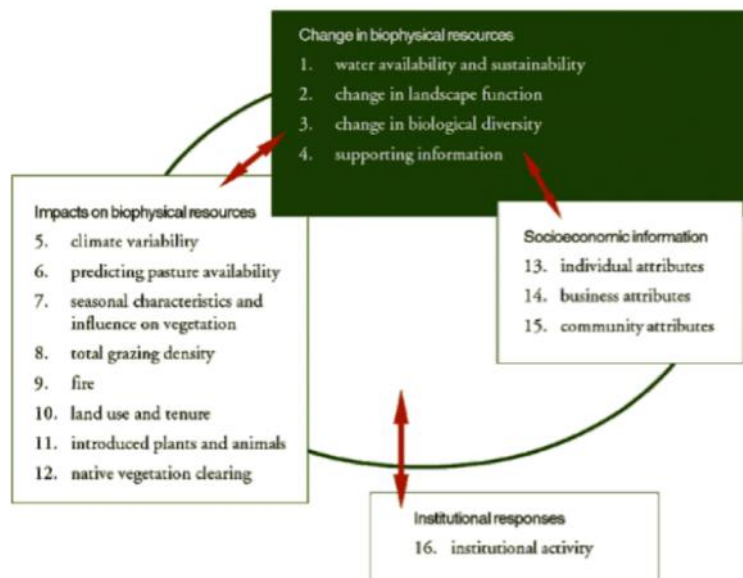 Change in biophysical resources
1. water availability and sustainability
2. change in landscape function
3. change in biological diversity
4. supporting information
Impacts on biophysical resources
5. climate variability
6. predicting pasture availability
7. seasonal characteristics and
influence on vegetation
8. total grazing density
9. fire
10. land use and tenure
11. introduced plants and animals
12. native vegetation clearing
Socioeconomic information
13. individual attributes
14. business attributes
15. community attributes
Institutional responses
16. institutional activity